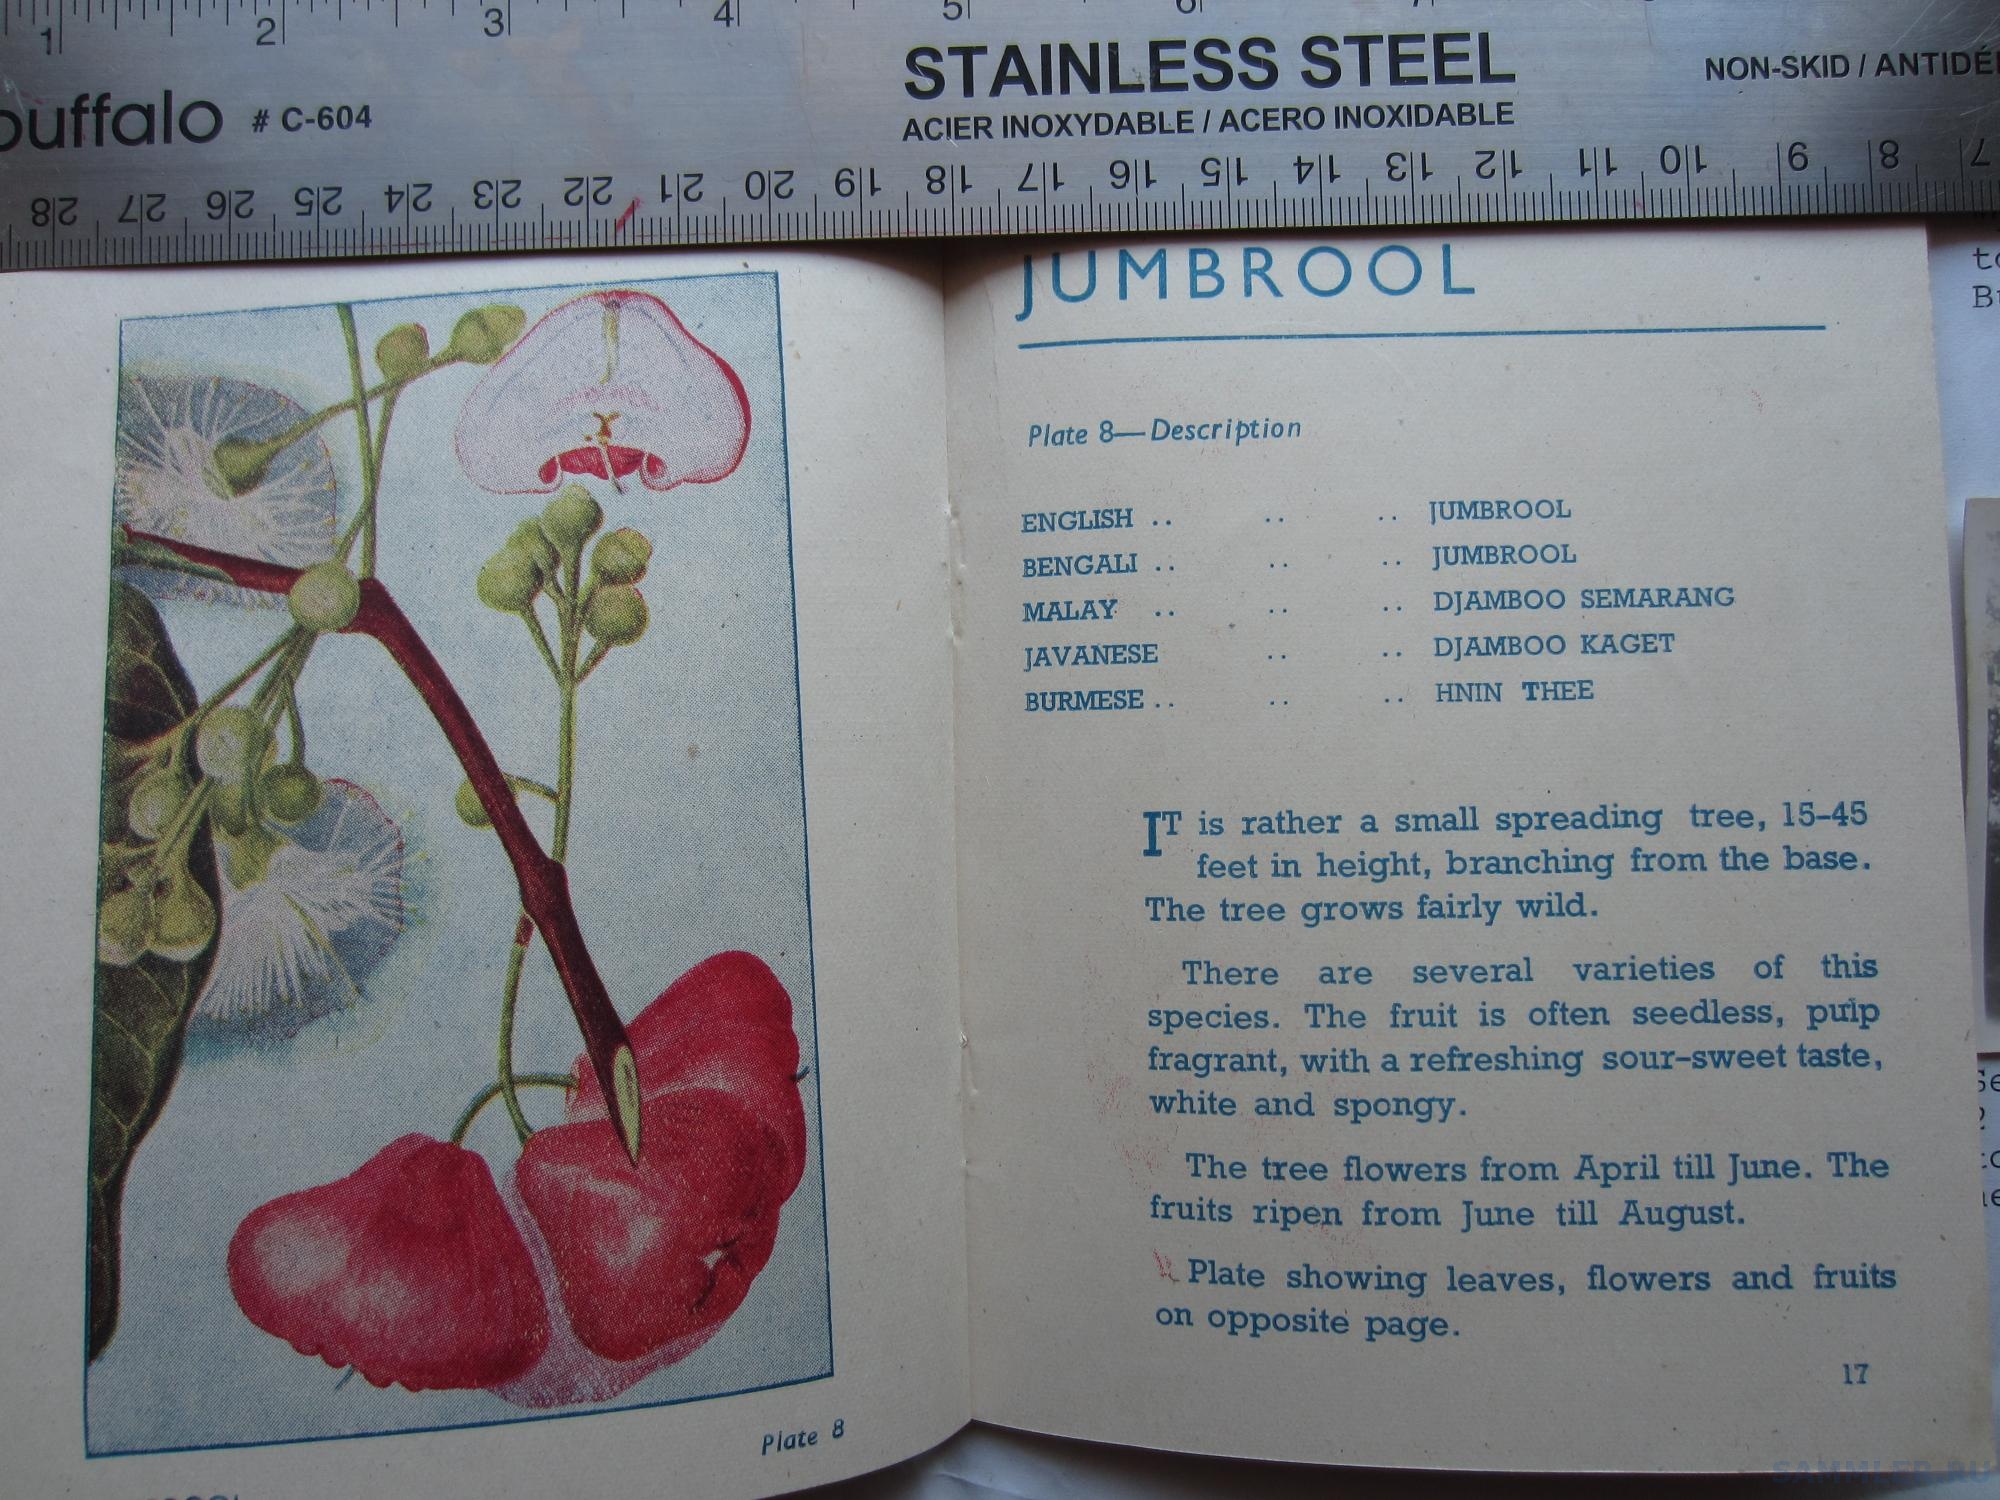 1 2 3 4 5 6
buffalo # C-604
STAINLESS STEEL
ACIER INOXYDABLE / ACERO INOXIDABLE
NON-SKID / ANTIDÉ
28 27 26 25 24 23 22 21 20 19 18 17 16 15 14 13 12 11 10 9 8 7
JUMBROOL
Plate 8—Description
ENGLISH .. .. .. JUMBROOL
BENGALI .. .. .. JUMBROOL
MALAY .. .. .. DJAMBOO SEMARANG
JAVANESE .. .. DJAMBOO KAGET
BURMESE .. .. .. HNIN THEE
IT is rather a small spreading tree, 15-45
feet in height, branching from the base.
The tree grows fairly wild.
There are several varieties of this
species. The fruit is often seedless, pulp
fragrant, with a refreshing sour-sweet taste,
white and spongy.
The tree flowers from April till June. The
fruits ripen from June till August.
Plate showing leaves, flowers and fruits
on opposite page.
17
Plate 8
SAMMLER.RU